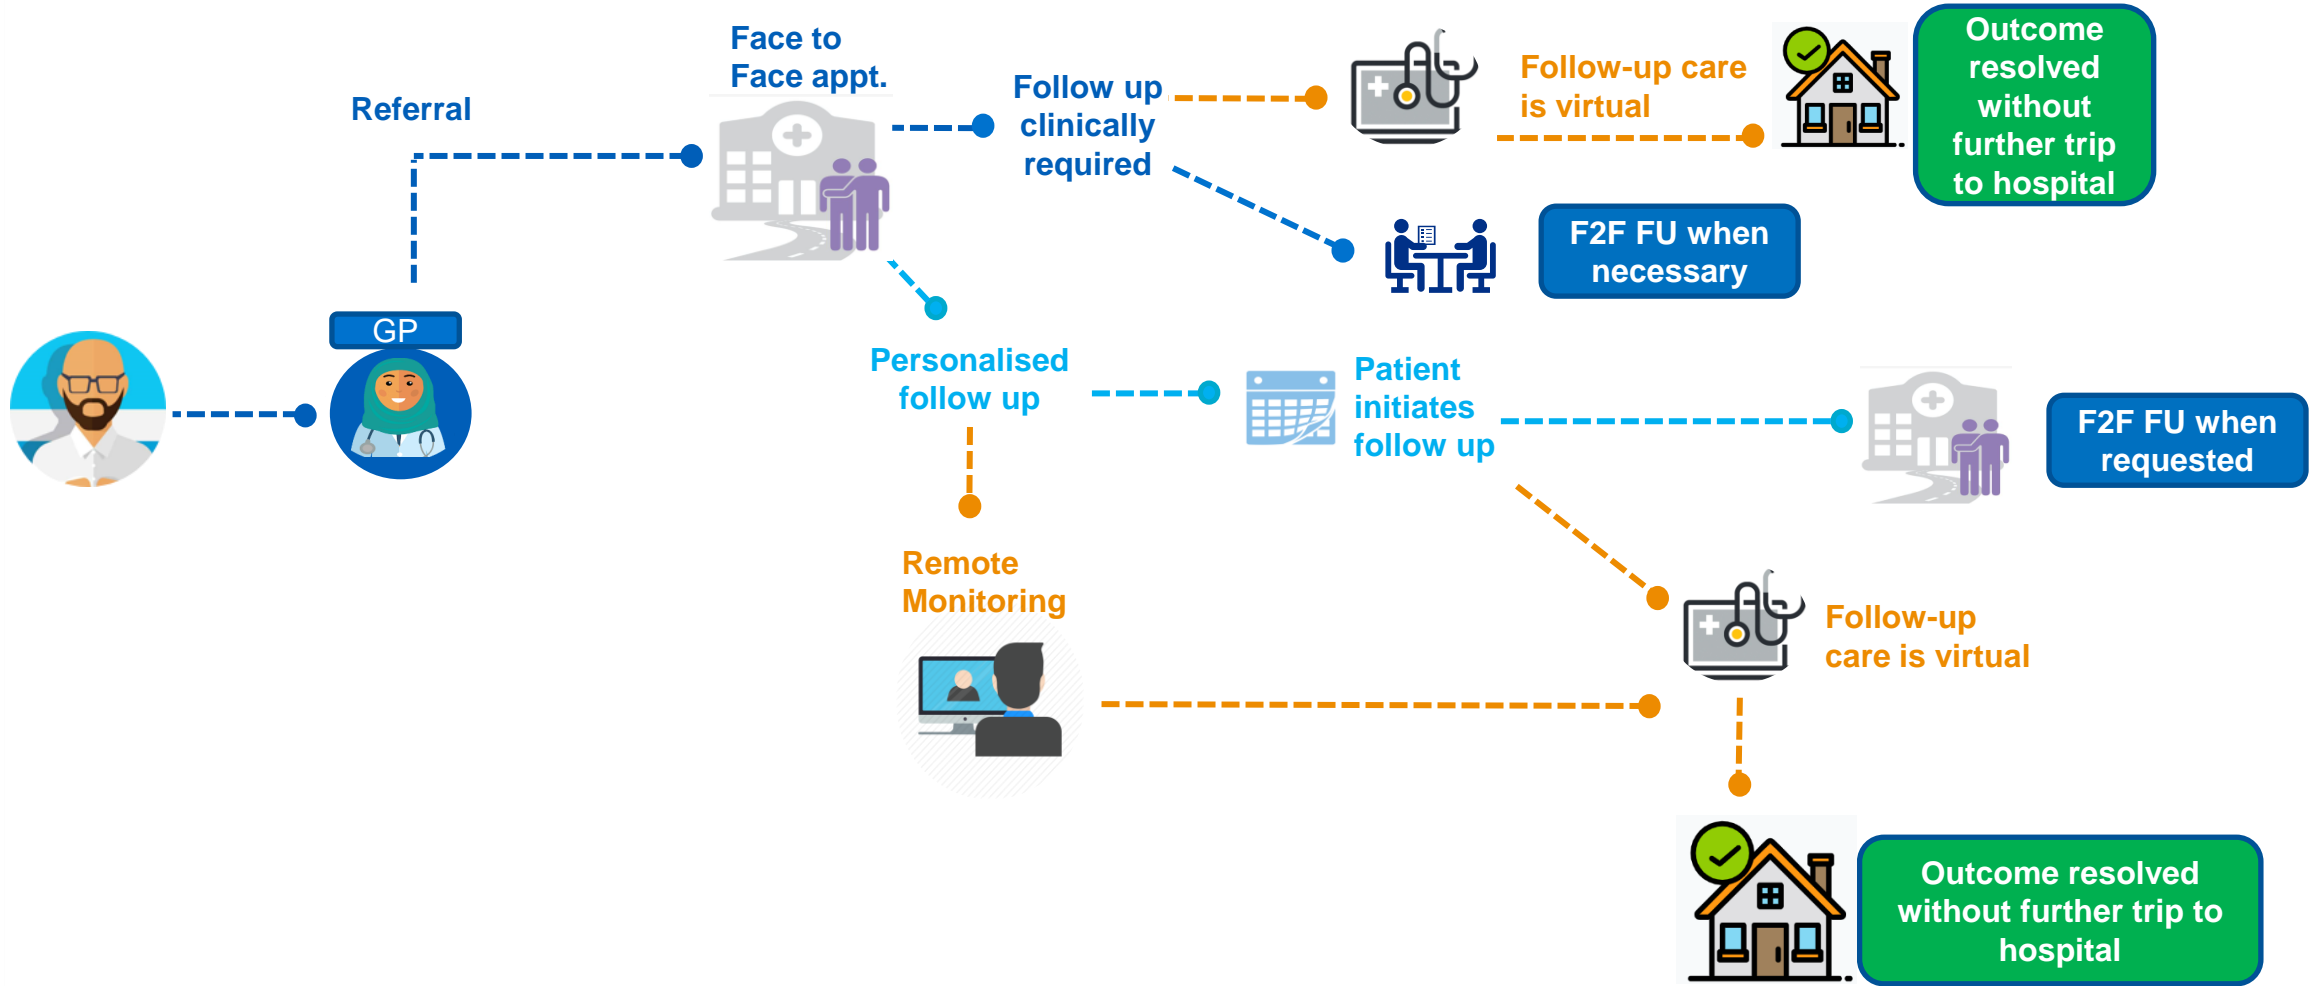 Face to
Face appt.
Referral
Follow up
clinically
required
Follow-up care
is virtual
Outcome
resolved
without
further trip
to hospital
F2F FU when
necessary
GP
Personalised
follow up
Patient
initiates
follow up
F2F FU when
requested
Remote
Monitoring
Follow-up
care is virtual
Outcome resolved
without further trip to
hospital